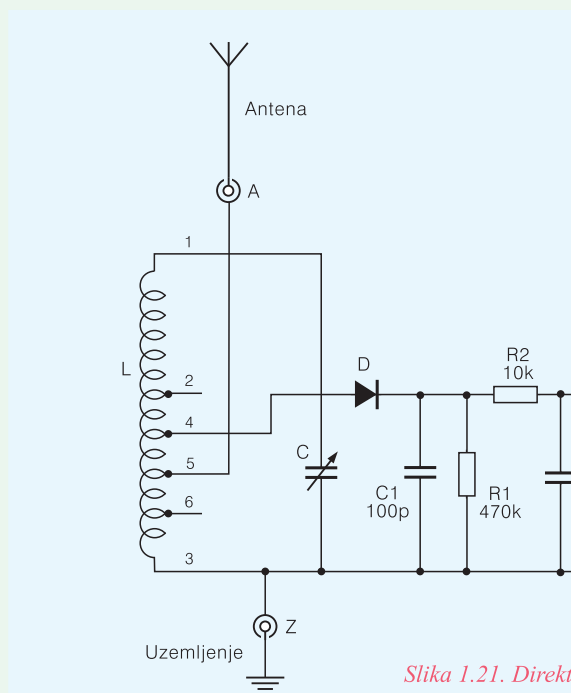 Antena
A
1
L
2
4
5
6
3
D
C
C1
100p
R1
470k
R2
10k
Z
Uzemljenje
Slika 1.21. Direkt